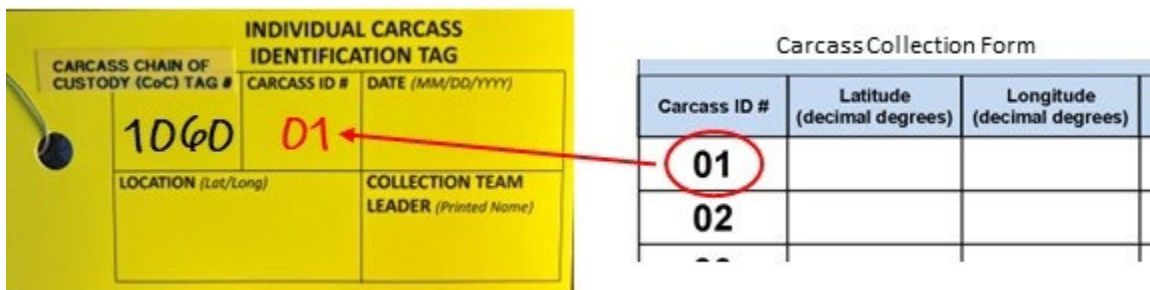 INDIVIDUAL CARCASS
IDENTIFICATION TAG
CARCASS CHAIN OF
CUSTODY (CoC) TAG #
CARCASS ID #
DATE (MM/DD/YYYY)
1060
01
LOCATION (Lat/Long)
COLLECTION TEAM
LEADER (Printed Name)
Carcass Collection Form
Carcass ID #
Latitude
(decimal degrees)
Longitude
(decimal degrees)
01
02